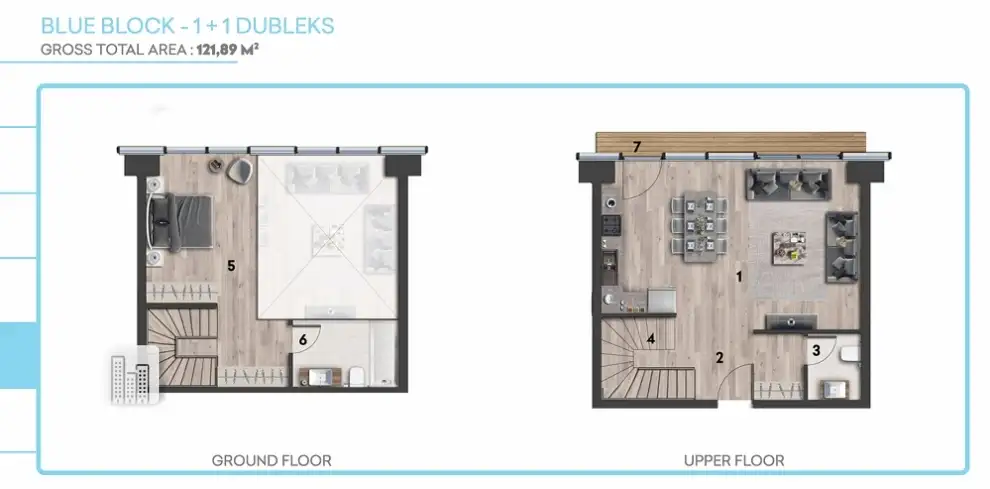 BLUE BLOCK - 1 + 1 DUBLEKS
GROSS TOTAL AREA : 121,89 M²
5
6
GROUND FLOOR
7
1
4
2
3
UPPER FLOOR